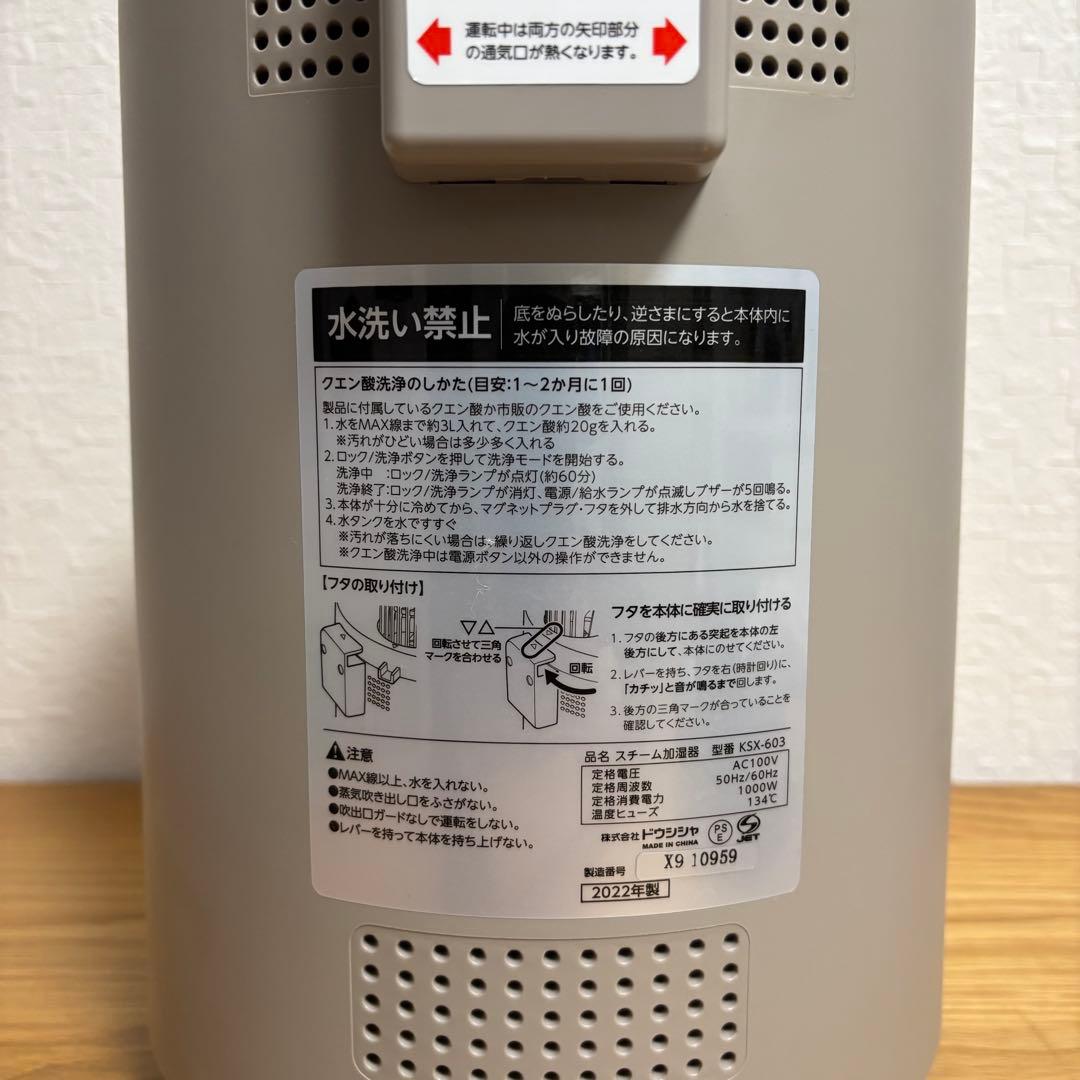 運転中は両方の矢印部分
の通気口が熱くなります。
水洗い禁止
底をぬらしたり、逆さまにすると本体内に
水が入り故障の原因になります。
クエン酸洗浄のしかた(目安:1～2か月に1回)
製品に付属しているクエン酸か市販のクエン酸をご使用ください。
1. 水をMAX線まで約3L入れて、クエン酸約20gを入れる。
※汚れがひどい場合は多少多く入れる
2. ロック/洗浄ボタンを押して洗浄モードを開始する。
洗浄中 :ロック/洗浄ランプが点灯(約60分)
洗浄終了:ロック/洗浄ランプが消灯、電源/給水ランプが点滅しブザーが5回鳴る。
3. 本体が十分に冷めてから、マグネットプラグ・フタを外して排水方向から水を捨てる。
4. 水タンクを水ですすぐ
※汚れが落ちにくい場合は、繰り返しクエン酸洗浄をしてください。
※クエン酸洗浄中は電源ボタン以外の操作ができません。
【フタの取り付け】
▽△
回転させて三角
マークを合わせる
回転
フタを本体に確実に取り付ける
1. フタの後方にある突起を本体の左
後方にして、本体にのせてください。
2. レバーを持ち、フタを右(時計回り)に、
「カチッ」と音が鳴るまで回します。
3. 後方の三角マークが合っていることを
確認してください。
注意
●MAX線以上、水を入れない。
●蒸気吹き出し口をふさがない。
●吹出口ガードなしで運転をしない。
●レバーを持って本体を持ち上げない。
品名 スチーム加湿器 型番 KSX-603
定格電圧 AC100V
定格周波数 50Hz/60Hz
定格消費電力 1000W
温度ヒューズ 134℃
株式会社 ドウシシャ
MADE IN CHINA
PS
E
JET
製造番号 X9 10959
2022年製